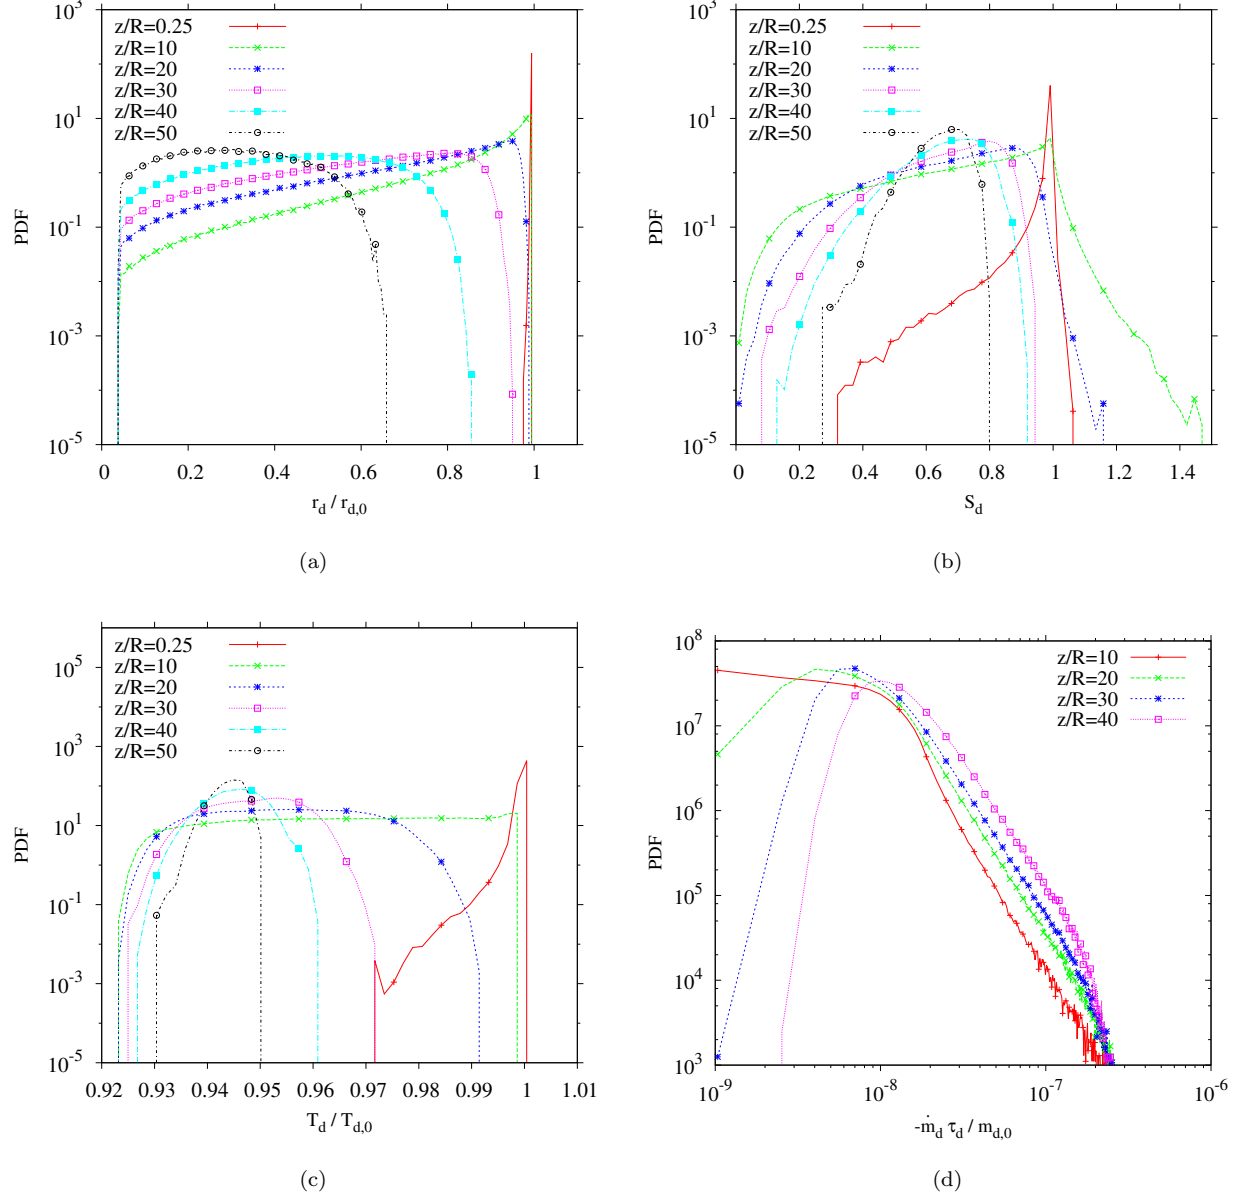 10^3
10^1
10^-1
10^-3
10^-5
PDF
z/R=0.25
z/R=10
z/R=20
z/R=30
z/R=40
z/R=50
0 0.2 0.4 0.6 0.8 1
r_d / r_{d,0}
(a)
10^3
10^1
10^-1
10^-3
10^-5
PDF
z/R=0.25
z/R=10
z/R=20
z/R=30
z/R=40
z/R=50
0 0.2 0.4 0.6 0.8 1 1.2 1.4
S_d
(b)
10^5
10^3
10^1
10^-1
10^-3
10^-5
PDF
z/R=0.25
z/R=10
z/R=20
z/R=30
z/R=40
z/R=50
0.92 0.93 0.94 0.95 0.96 0.97 0.98 0.99 1 1.01
T_d / T_{d,0}
(c)
10^8
10^7
10^6
10^5
10^4
10^3
PDF
z/R=10
z/R=20
z/R=30
z/R=40
10^-9 10^-8 10^-7 10^-6
-ṁ_d τ_d / m_{d,0}
(d)